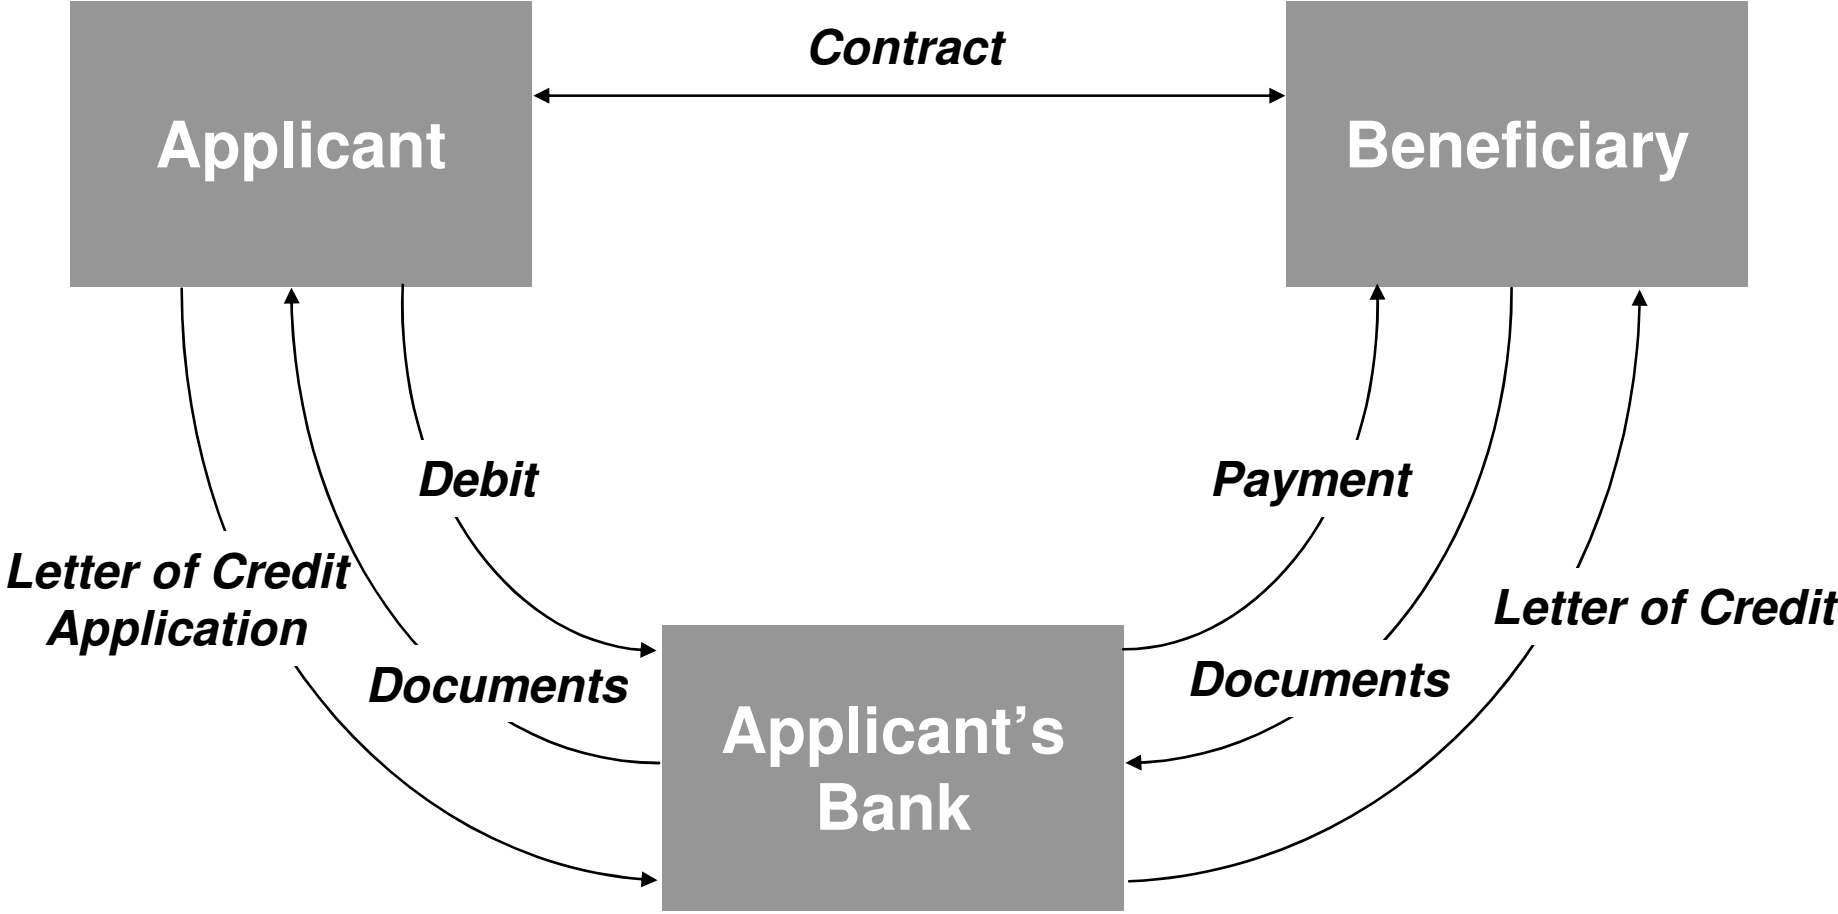 Contract
Applicant
Beneficiary
Debit
Payment
Letter of Credit
Application
Letter of Credit
Documents
Documents
Applicant’s
Bank